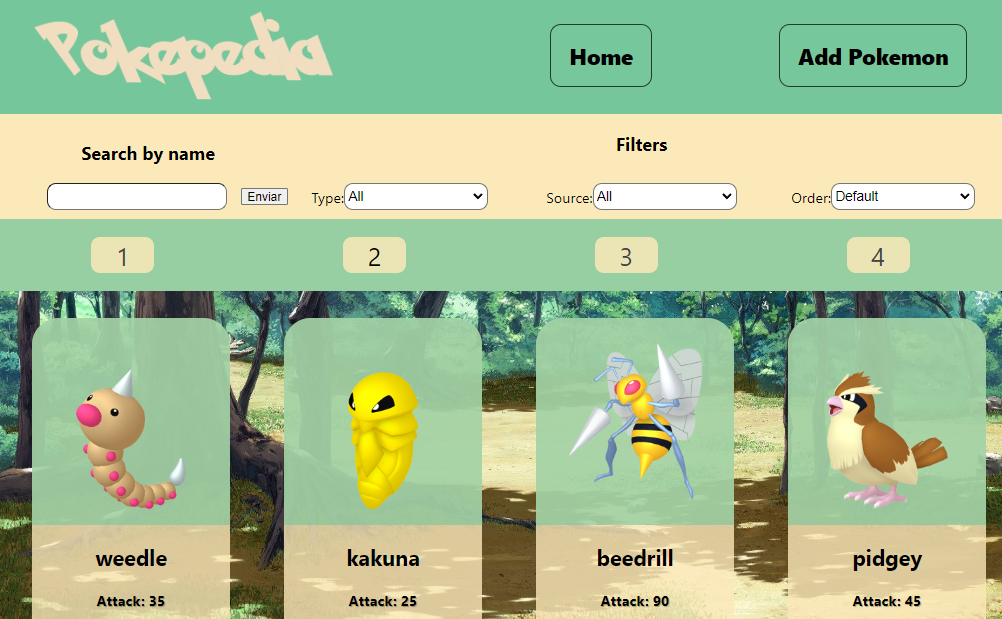 Pokepedia
Home
Add Pokemon
Search by name
Filters
Enviar
Type: All
Source: All
Order: Default
1
2
3
4
weedle
kakuna
beedrill
pidgey
Attack: 35
Attack: 25
Attack: 90
Attack: 45